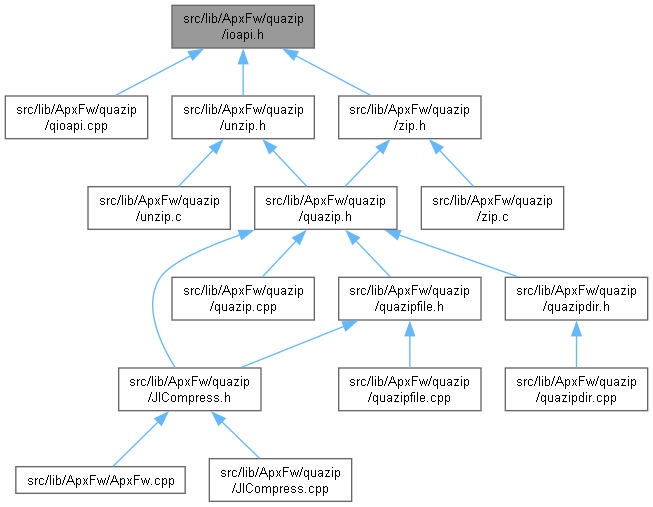 src/lib/ApxFw/quazip
/ioapi.h
src/lib/ApxFw/quazip
/qioapi.cpp
src/lib/ApxFw/quazip
/unzip.h
src/lib/ApxFw/quazip
/zip.h
src/lib/ApxFw/quazip
/unzip.c
src/lib/ApxFw/quazip
/quazip.h
src/lib/ApxFw/quazip
/zip.c
src/lib/ApxFw/quazip
/quazip.cpp
src/lib/ApxFw/quazip
/quazipfile.h
src/lib/ApxFw/quazip
/quazipdir.h
src/lib/ApxFw/quazip
/JlCompress.h
src/lib/ApxFw/quazip
/quazipfile.cpp
src/lib/ApxFw/quazip
/quazipdir.cpp
src/lib/ApxFw/ApxFw.cpp
src/lib/ApxFw/quazip
/JlCompress.cpp